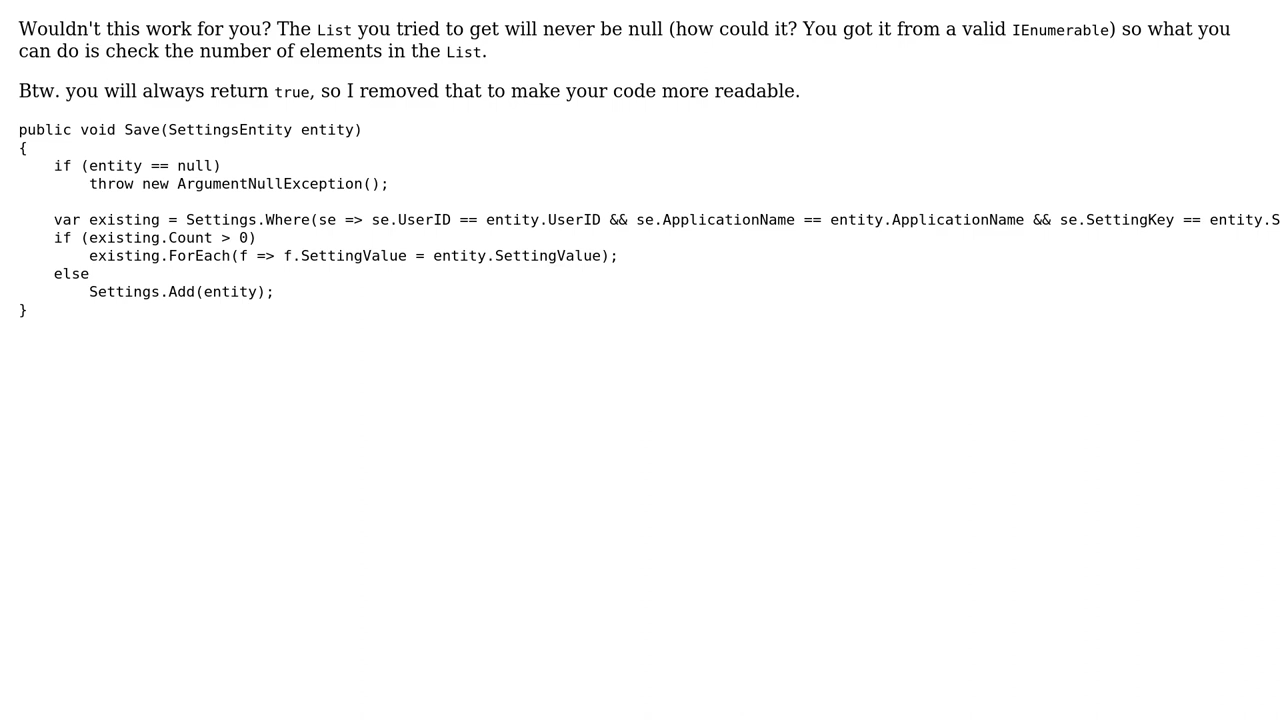 Wouldn't this work for you? The List you tried to get will never be null (how could it? You got it from a valid IEnumerable) so what you
can do is check the number of elements in the List.
Btw. you will always return true, so I removed that to make your code more readable.
public void Save(SettingsEntity entity)
{
    if (entity == null)
        throw new ArgumentNullException();
    var existing = Settings.Where(se => se.UserID == entity.UserID && se.ApplicationName == entity.ApplicationName && se.SettingKey == entity.S
    if (existing.Count > 0)
        existing.ForEach(f => f.SettingValue = entity.SettingValue);
    else
        Settings.Add(entity);
}